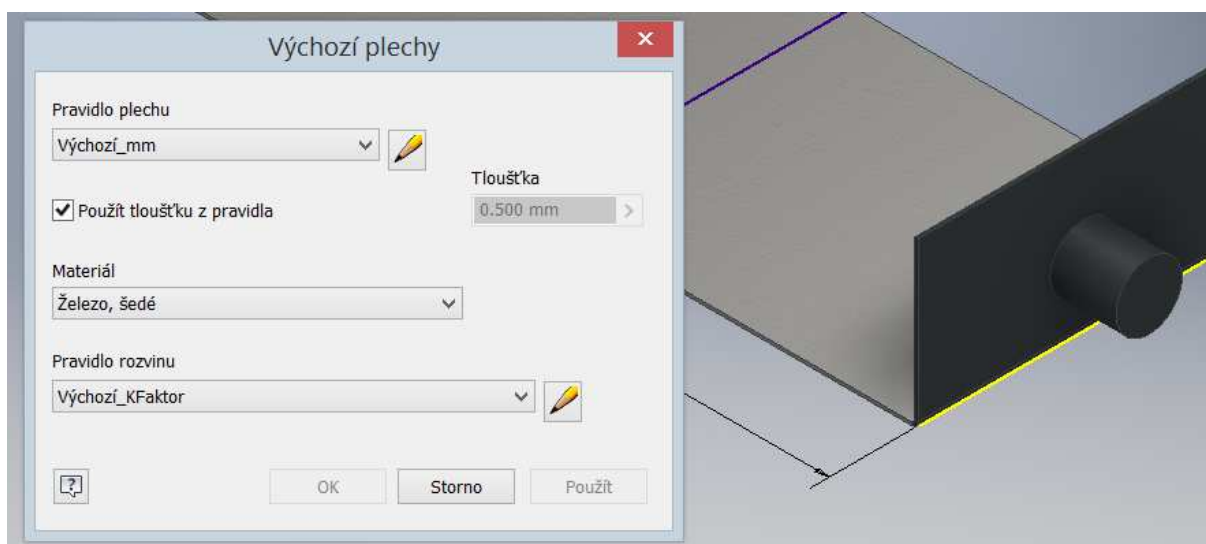 Výchozí plechy
Pravidlo plechu
Výchozí_mm
Tloušťka
Použít tloušťku z pravidla
0.500 mm
Materiál
Železo, šedé
Pravidlo rozvinu
Výchozí_KFaktor
OK
Storno
Použít